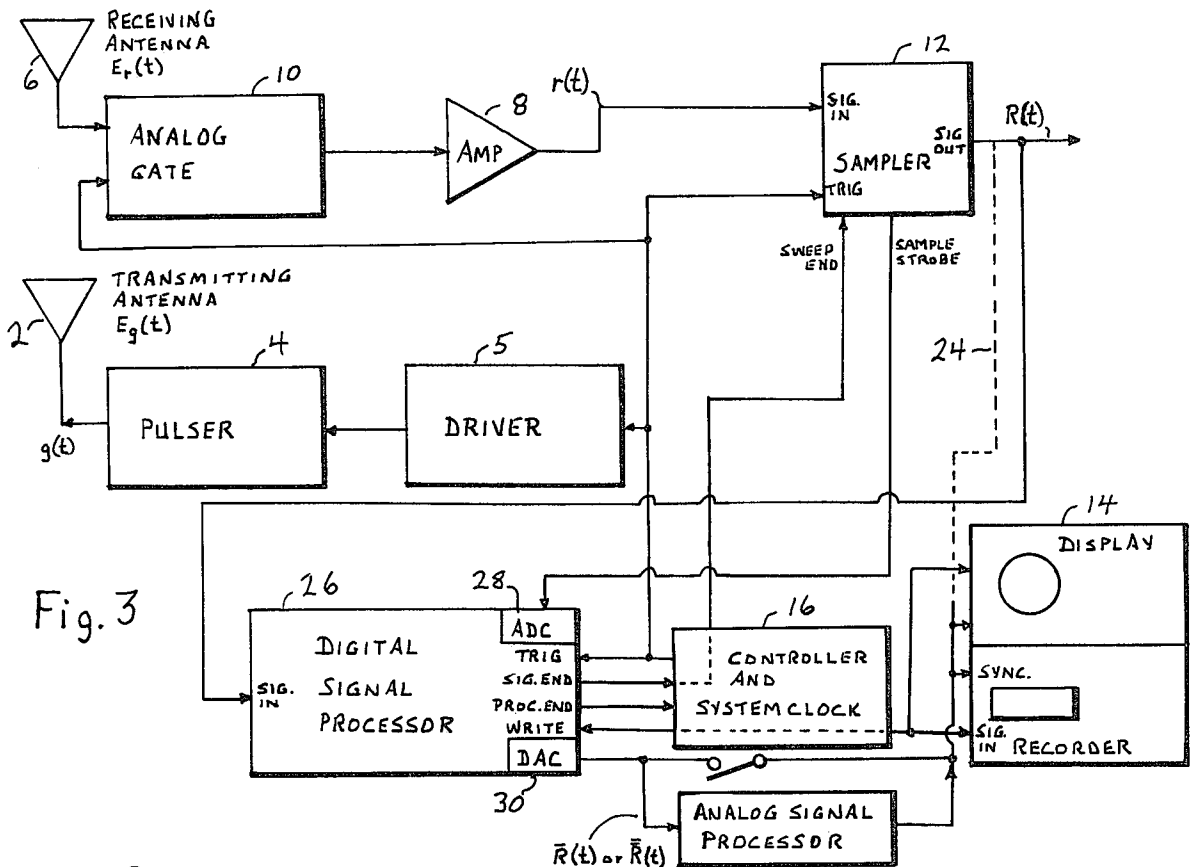 RECEIVING
ANTENNA
Er(t)
6
10
ANALOG
GATE
8
AMP
r(t)
12
SIG.
IN
SIG
OUT
SAMPLER
TRIG
R(t)
SWEEP
END
SAMPLE
STROBE
TRANSMITTING
ANTENNA
Eg(t)
2
4
PULSER
g(t)
5
DRIVER
24
14
DISPLAY
Fig. 3
26
28
ADC
DIGITAL
SIGNAL
PROCESSOR
SIG.
IN
TRIG
SIG. END
PROC. END
WRITE
DAC
30
16
CONTROLLER
AND
SYSTEM CLOCK
SYNC.
SIG.
IN
RECORDER
ANALOG SIGNAL
PROCESSOR
R̄(t) or R̿(t)